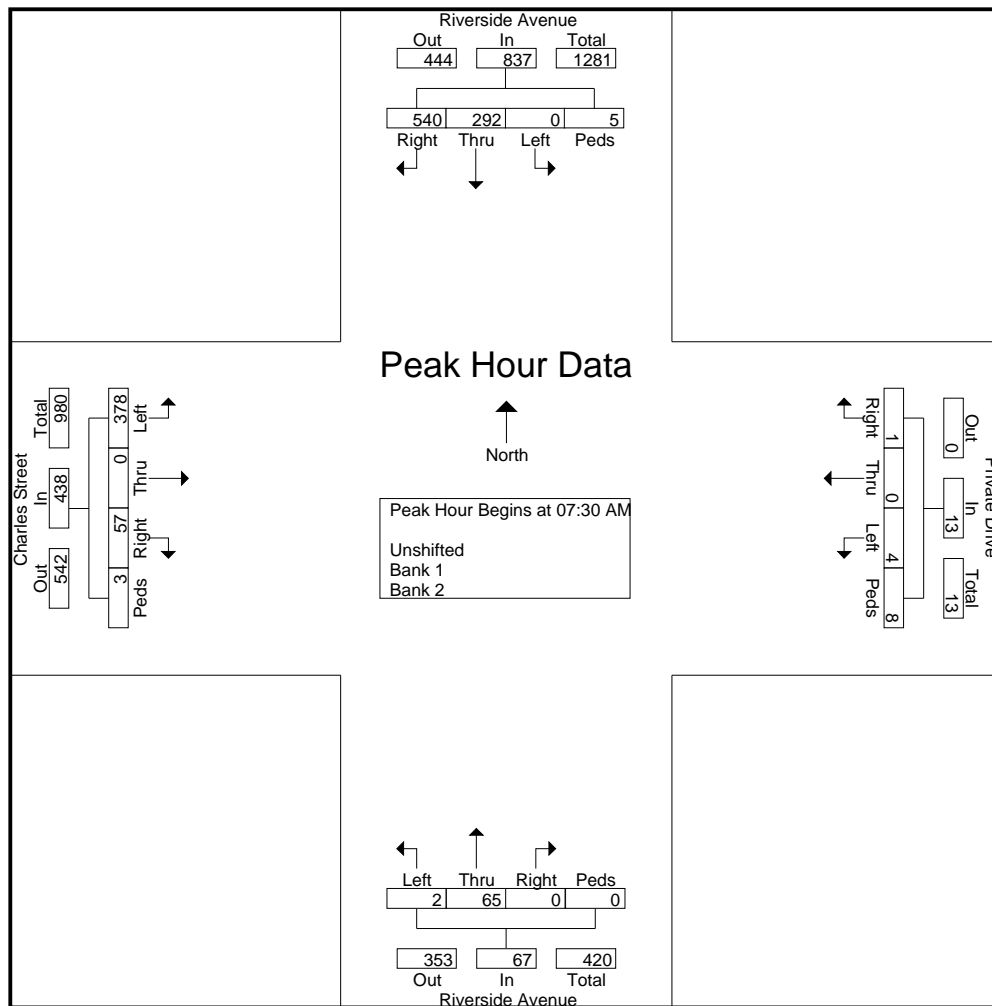 Riverside Avenue
Out In Total
444 837 1281
540 292 0 5
Right Thru Left Peds
Peak Hour Data
North
Peak Hour Begins at 07:30 AM
Unshifted
Bank 1
Bank 2
Charles Street
Out In Total
542 438 980
378 0 57 3
Left Thru Right Peds
Private Drive
Out In Total
0 13 13
1 0 4 8
Right Thru Left Peds
Left Thru Right Peds
2 65 0 0
353 67 420
Out In Total
Riverside Avenue